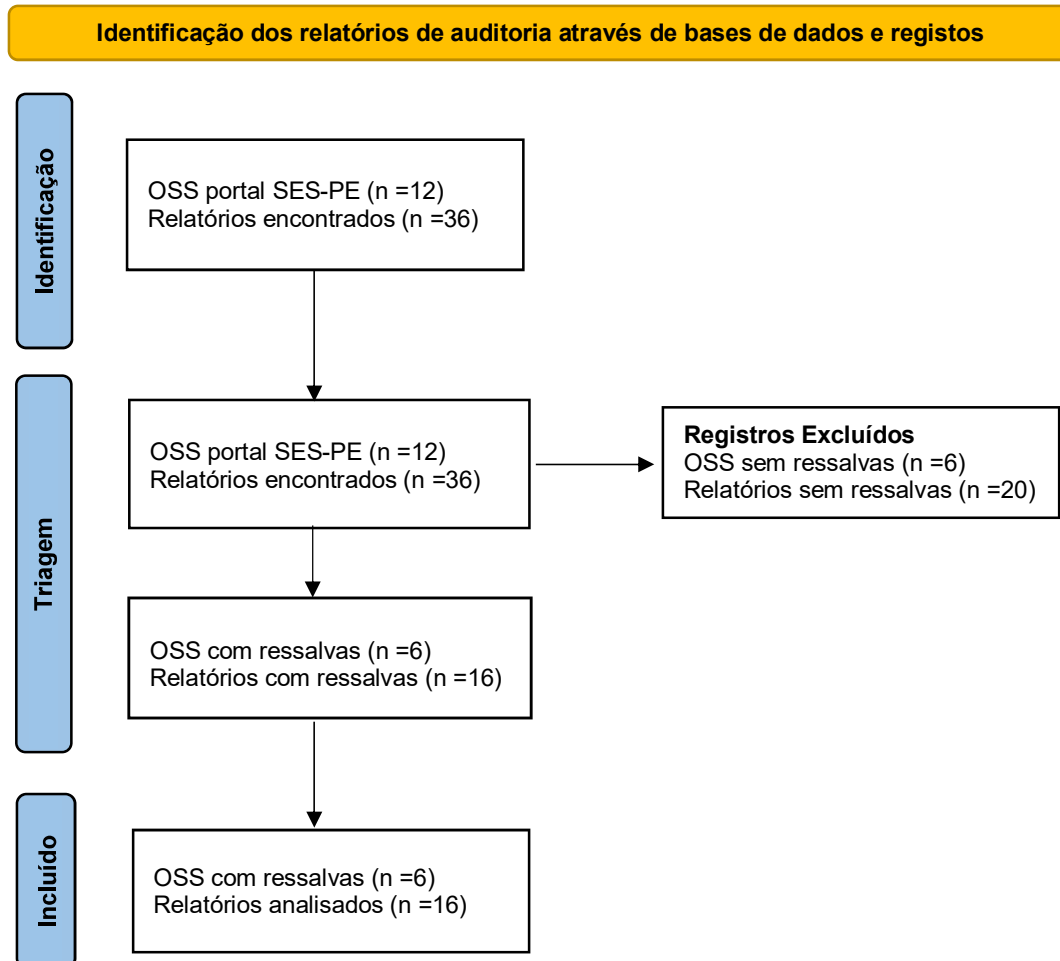 Identificação dos relatórios de auditoria através de bases de dados e registos
Identificação
OSS portal SES-PE (n =12)
Relatórios encontrados (n =36)
Triagem
OSS portal SES-PE (n =12)
Relatórios encontrados (n =36)
Registros Excluídos
OSS sem ressalvas (n =6)
Relatórios sem ressalvas (n =20)
OSS com ressalvas (n =6)
Relatórios com ressalvas (n =16)
Incluído
OSS com ressalvas (n =6)
Relatórios analisados (n =16)